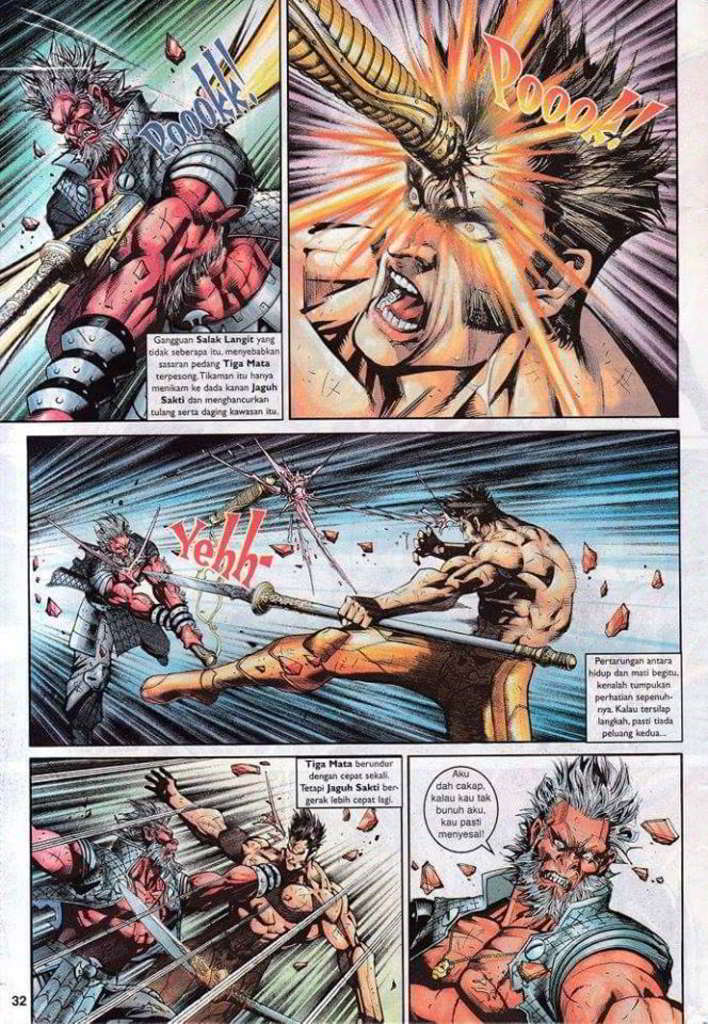 Poookk!
Poook!
Gangguan Salak Langit yang
tidak seberapa itu, menyebabkan
sasaran pedang Tiga Mata
terpesong. Tikaman itu hanya
menikam ke dada kanan Jaguh
Sakti dan menghancurkan
tulang serta daging kawasan itu.
Yehh-
Pertarungan antara
hidup dan mati begitu,
kenalah tumpukan
perhatian sepenuh-
nya. Kalau tersilap
langkah, pasti tiada
peluang kedua...
Tiga Mata berundur
dengan cepat sekali.
Tetapi Jaguh Sakti ber-
gerak lebih cepat lagi.
Aku
dah cakap,
kalau kau tak
bunuh aku,
kau pasti
menyesal!
32